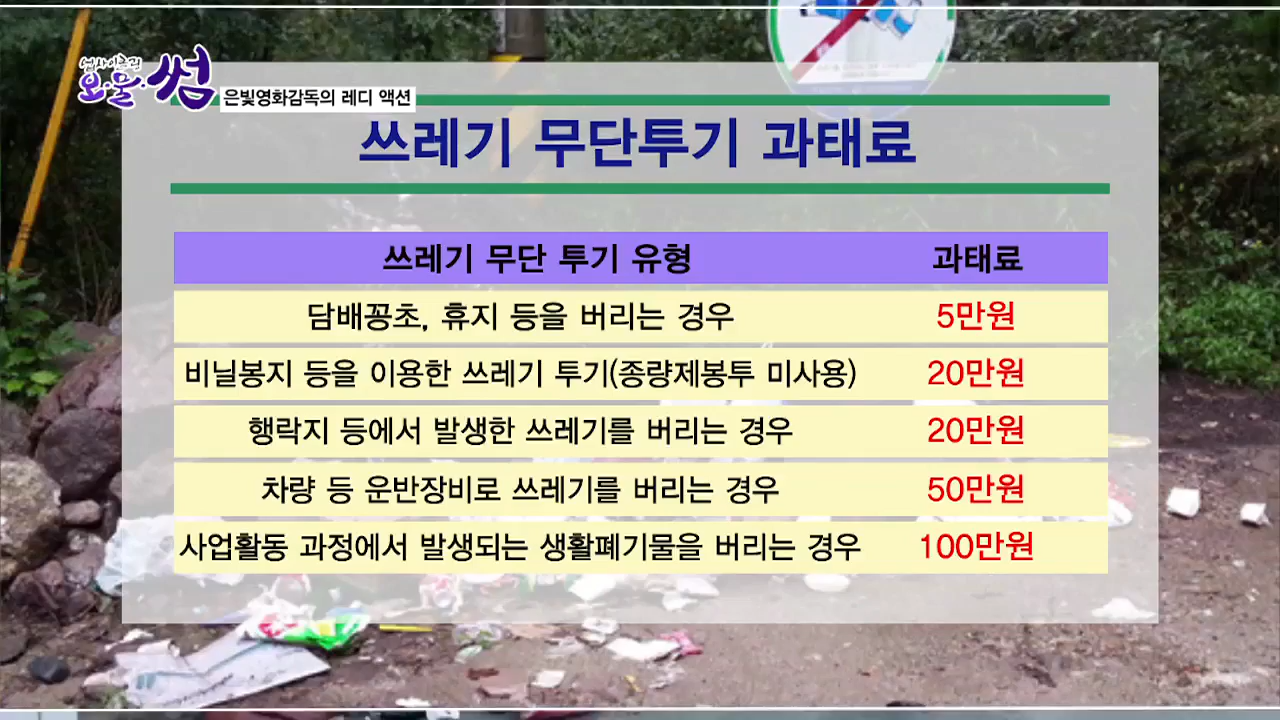 오·물·썸
은빛영화감독의 레디 액션
쓰레기 무단투기 과태료
쓰레기 무단 투기 유형 과태료
담배꽁초, 휴지 등을 버리는 경우 5만원
비닐봉지 등을 이용한 쓰레기 투기(종량제봉투 미사용) 20만원
행락지 등에서 발생한 쓰레기를 버리는 경우 20만원
차량 등 운반장비로 쓰레기를 버리는 경우 50만원
사업활동 과정에서 발생되는 생활폐기물을 버리는 경우 100만원